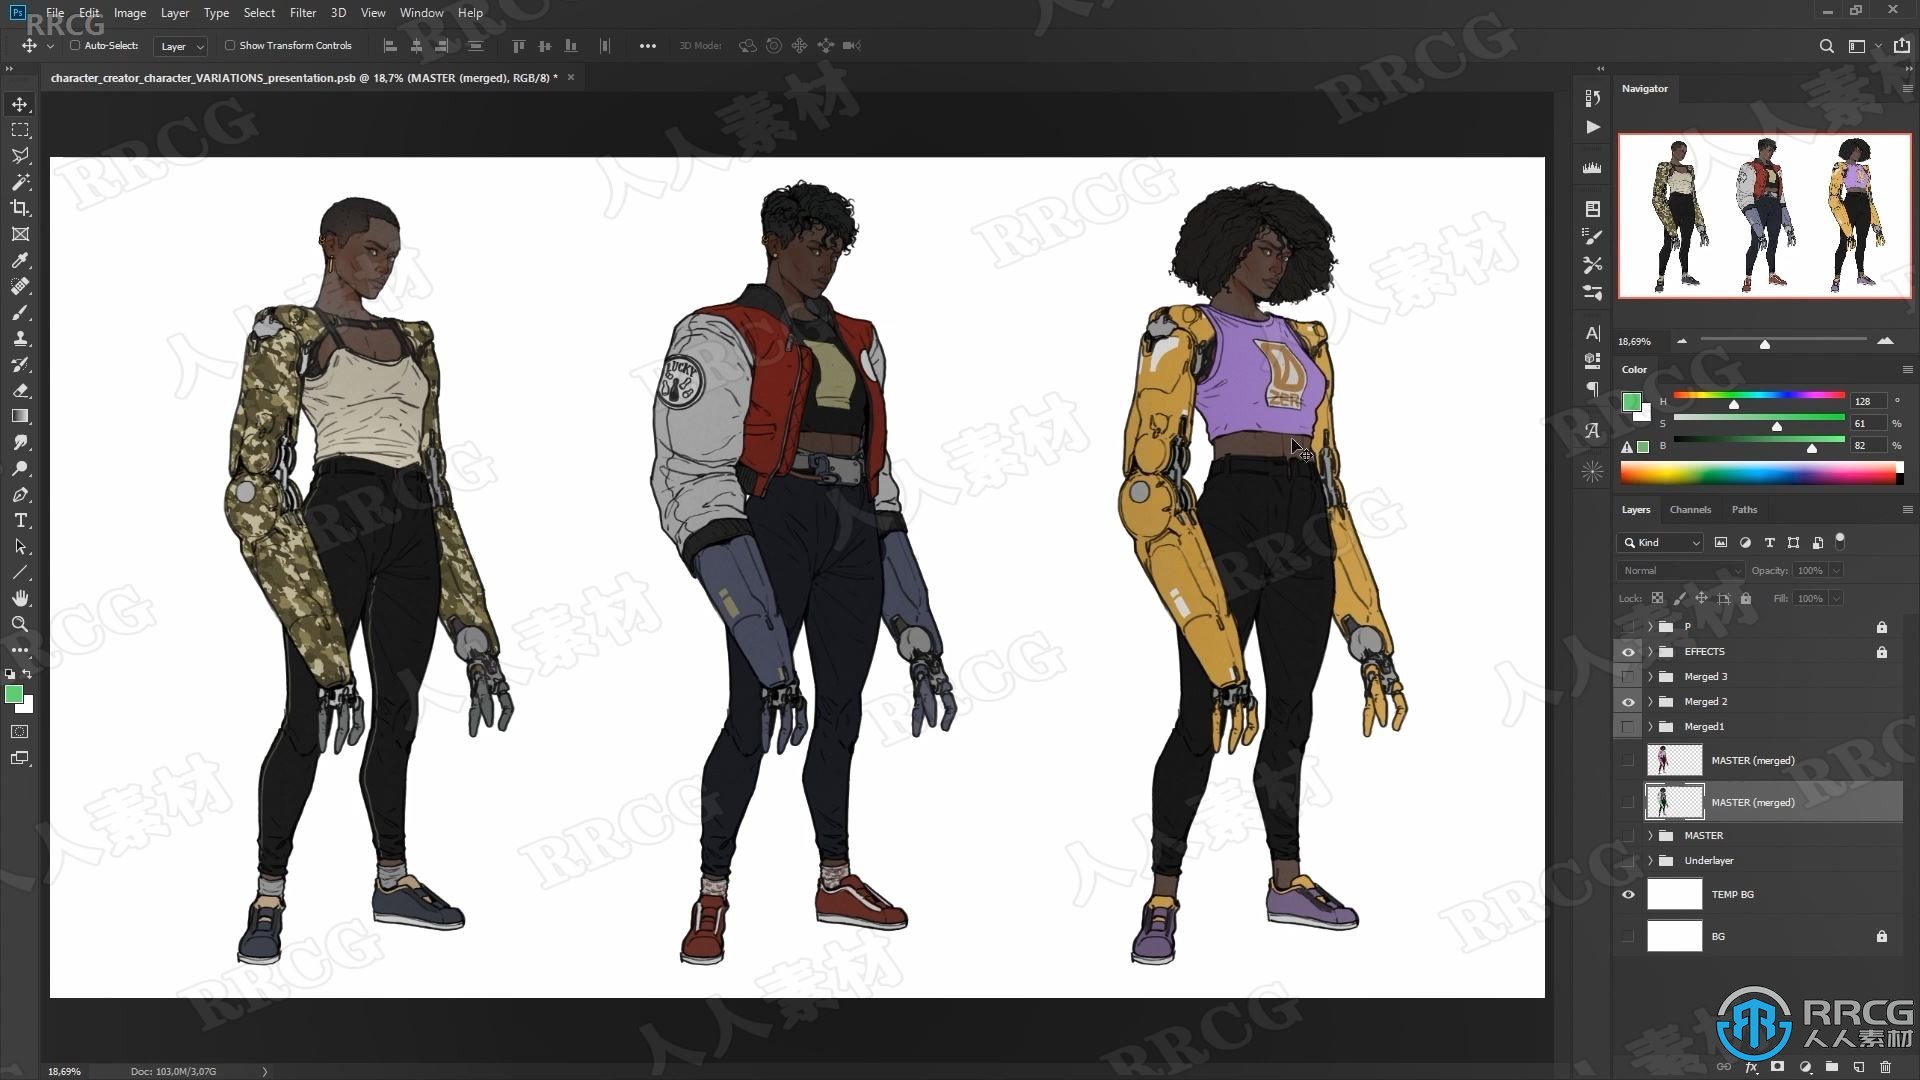 File Edit Image Layer Type Select Filter 3D View Window Help
RRCG
Auto-Select: Layer Show Transform Controls 3D Mode:
character_creator_character_VARIATIONS_presentation.psb @ 18,7% (MASTER (merged), RGB/8) *
Navigator
18,69%
Color
H 128 °
S 61 %
B 82 %
Layers Channels Paths
Kind
Normal Opacity: 100%
Lock: Fill: 100%
P
EFFECTS
Merged 3
Merged 2
Merged1
MASTER (merged)
MASTER (merged)
MASTER
Underlayer
TEMP BG
BG
LUCKY
ZER
RRCG
人人素材
18,69% Doc: 103,0M/3,07G